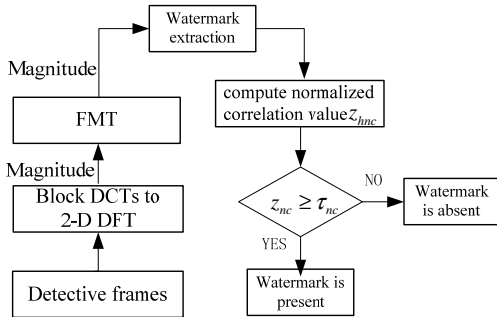 Watermark
extraction
Magnitude
FMT
Magnitude
Block DCTs to
2-D DFT
Detective frames
compute normalized
correlation value z_hnc
z_nc ≥ τ_nc
NO
Watermark
is absent
YES
Watermark is
present